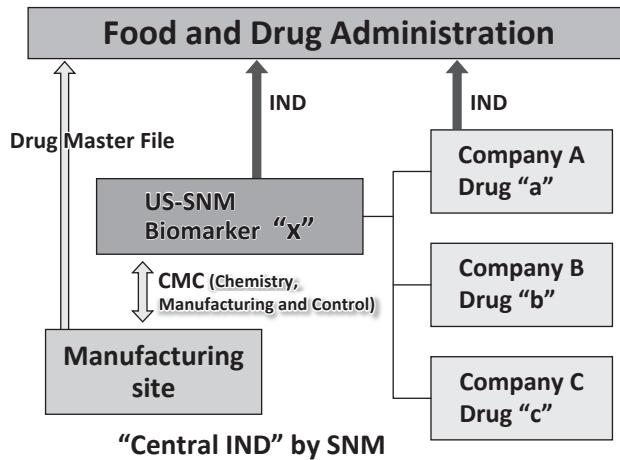 Food and Drug Administration
IND
IND
Drug Master File
Company A
Drug “a”
US-SNM
Biomarker “x”
CMC (Chemistry,
Manufacturing and Control)
Company B
Drug “b”
Manufacturing
site
Company C
Drug “c”
“Central IND” by SNM